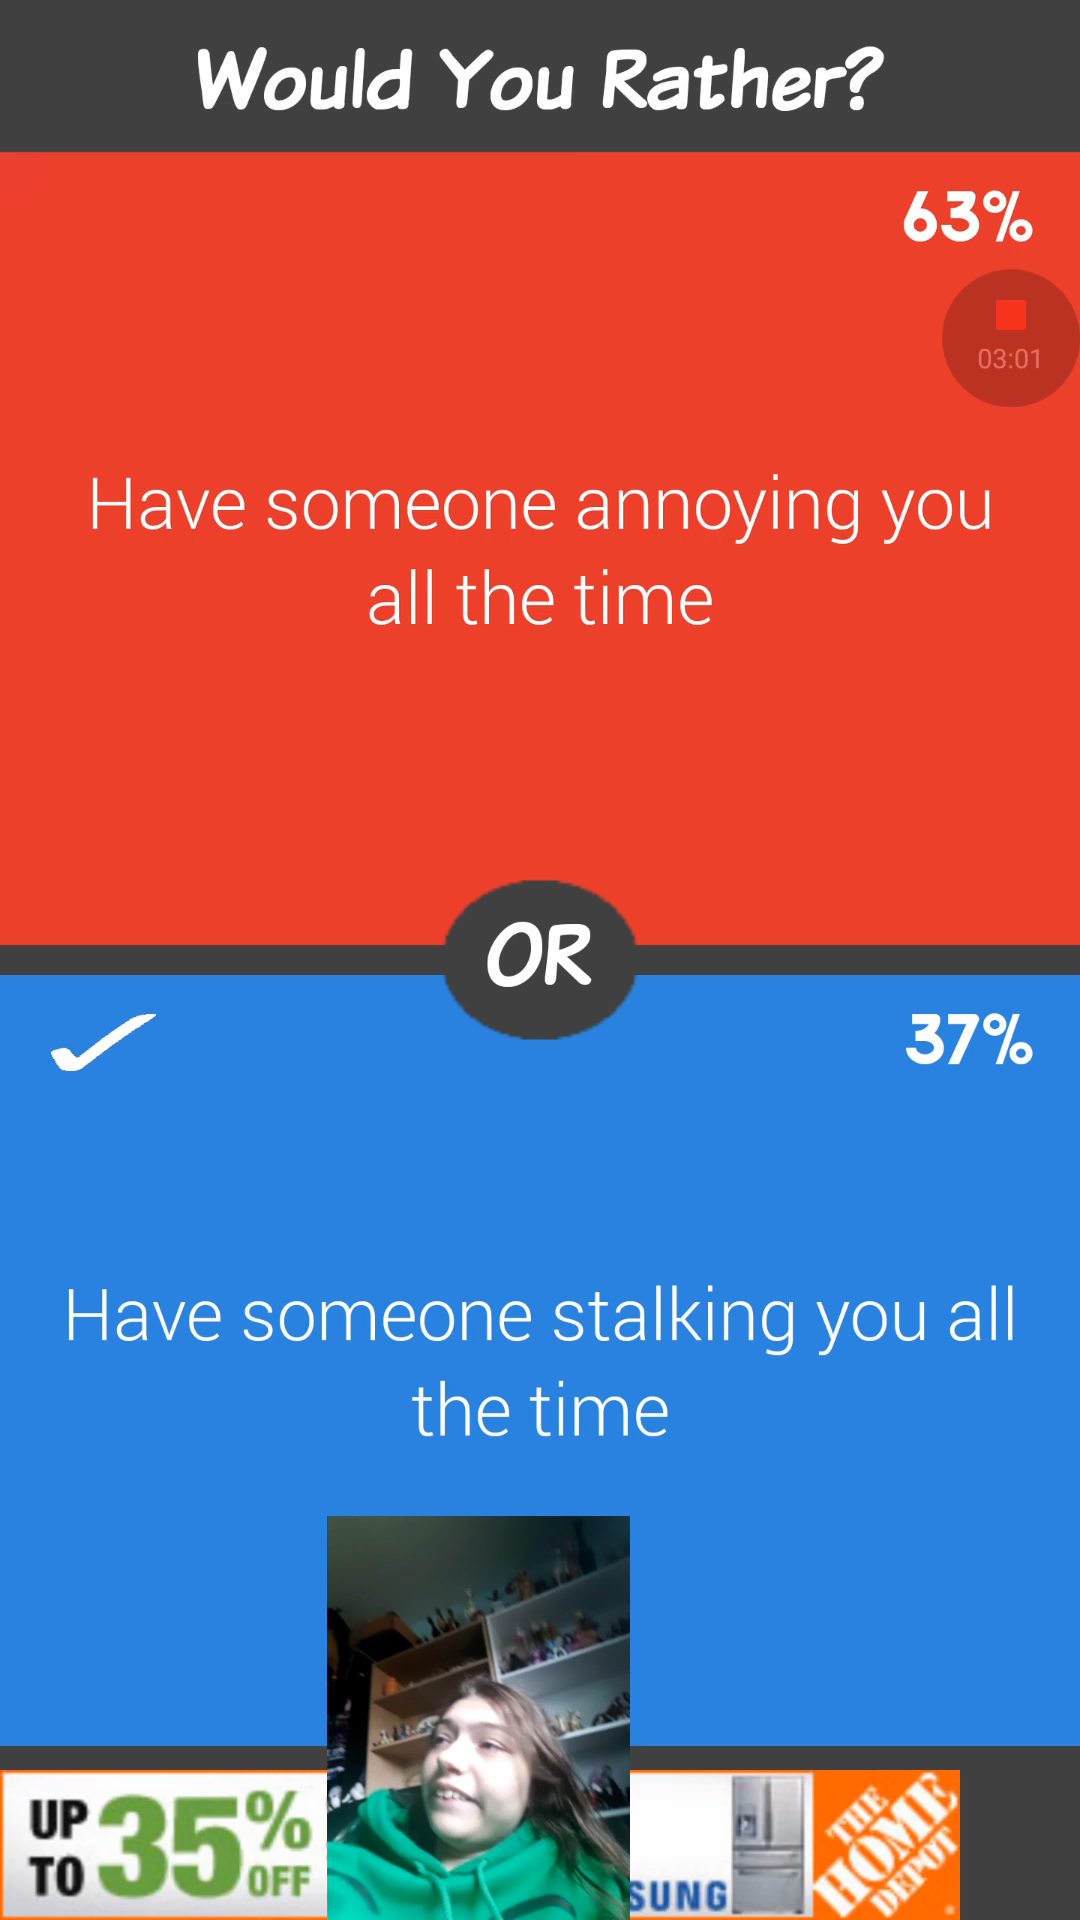 Would You Rather?
63%
03:01
Have someone annoying you
all the time
OR
37%
Have someone stalking you all
the time
UP
TO
35%
OFF
SUNG
THE
HOME
DEPOT